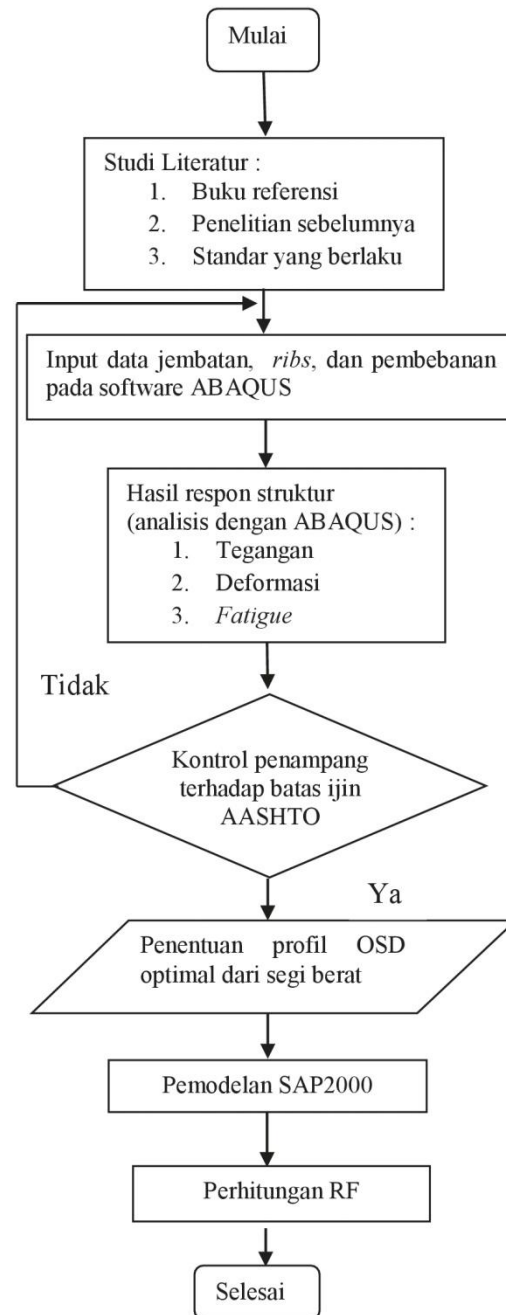 Mulai
Studi Literatur :
1. Buku referensi
2. Penelitian sebelumnya
3. Standar yang berlaku
Input data jembatan, ribs, dan pembebanan
pada software ABAQUS
Hasil respon struktur
(analisis dengan ABAQUS) :
1. Tegangan
2. Deformasi
3. Fatigue
Tidak
Kontrol penampang
terhadap batas ijin
AASHTO
Ya
Penentuan profil OSD
optimal dari segi berat
Pemodelan SAP2000
Perhitungan RF
Selesai